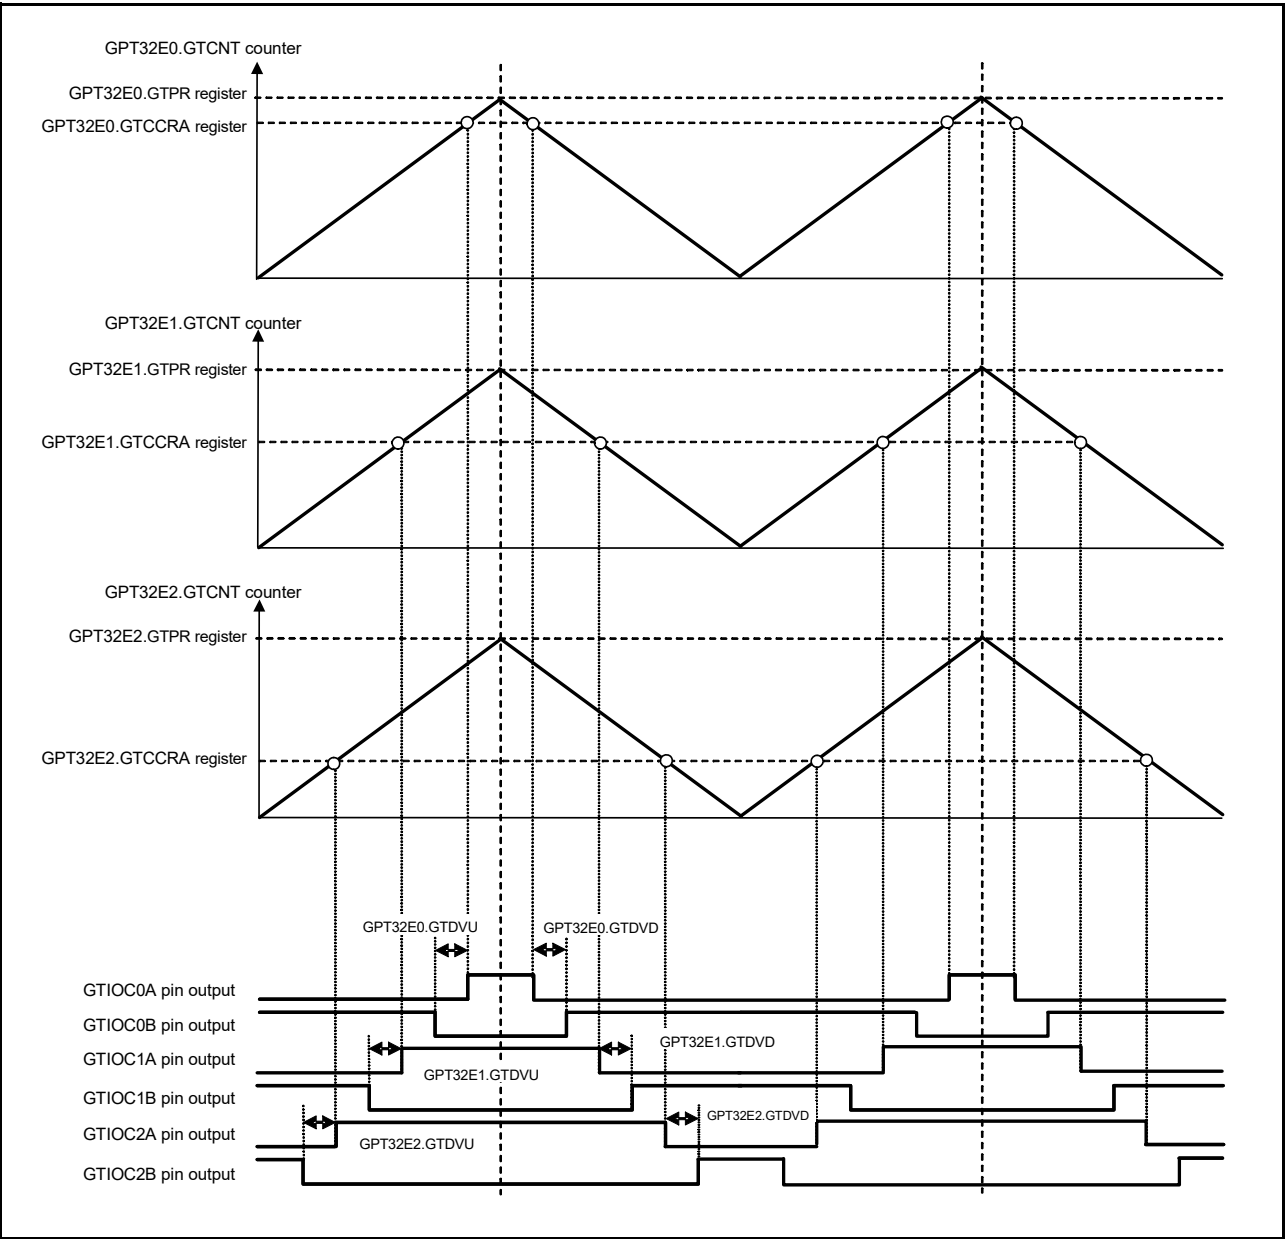 GPT32E0.GTCNT counter
GPT32E0.GTPR register
GPT32E0.GTCCRA register
GPT32E1.GTCNT counter
GPT32E1.GTPR register
GPT32E1.GTCCRA register
GPT32E2.GTCNT counter
GPT32E2.GTPR register
GPT32E2.GTCCRA register
GPT32E0.GTDVU GPT32E0.GTDVD
GTIOC0A pin output
GTIOC0B pin output
GPT32E1.GTDVD
GTIOC1A pin output
GPT32E1.GTDVU
GTIOC1B pin output
GPT32E2.GTDVD
GTIOC2A pin output
GPT32E2.GTDVU
GTIOC2B pin output